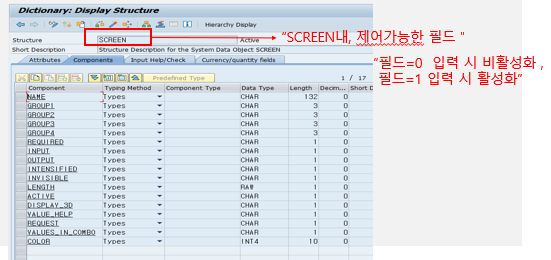 Dictionary: Display Structure
Hierarchy Display
Structure SCREEN Active
Short Description Structure Description for the System Data Object SCREEN
Attributes Components Input Help/Check Currency/quantity fields
Predefined Type 1 / 17
Component Typing Method Component Type Data Type Length Decim... Short D
NAME Types CHAR 132 0
GROUP1 Types CHAR 3 0
GROUP2 Types CHAR 3 0
GROUP3 Types CHAR 3 0
GROUP4 Types CHAR 3 0
REQUIRED Types CHAR 1 0
INPUT Types CHAR 1 0
OUTPUT Types CHAR 1 0
INTENSIFIED Types CHAR 1 0
INVISIBLE Types CHAR 1 0
LENGTH Types RAW 1 0
ACTIVE Types CHAR 1 0
DISPLAY_3D Types CHAR 1 0
VALUE_HELP Types CHAR 1 0
REQUEST Types CHAR 1 0
VALUES_IN_COMBO Types CHAR 1 0
COLOR Types INT4 10 0
“SCREEN내, 제어가능한 필드 "
“필드=0 입력 시 비활성화 ,
필드=1 입력 시 활성화”